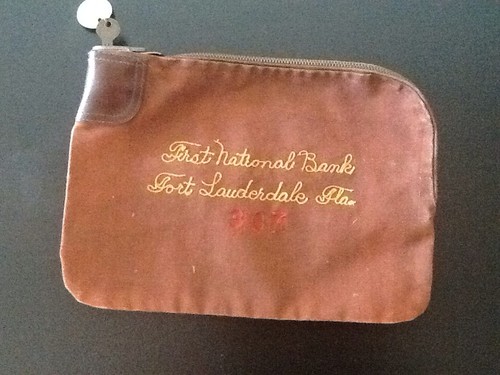 First National Bank
Fort Lauderdale Fla.